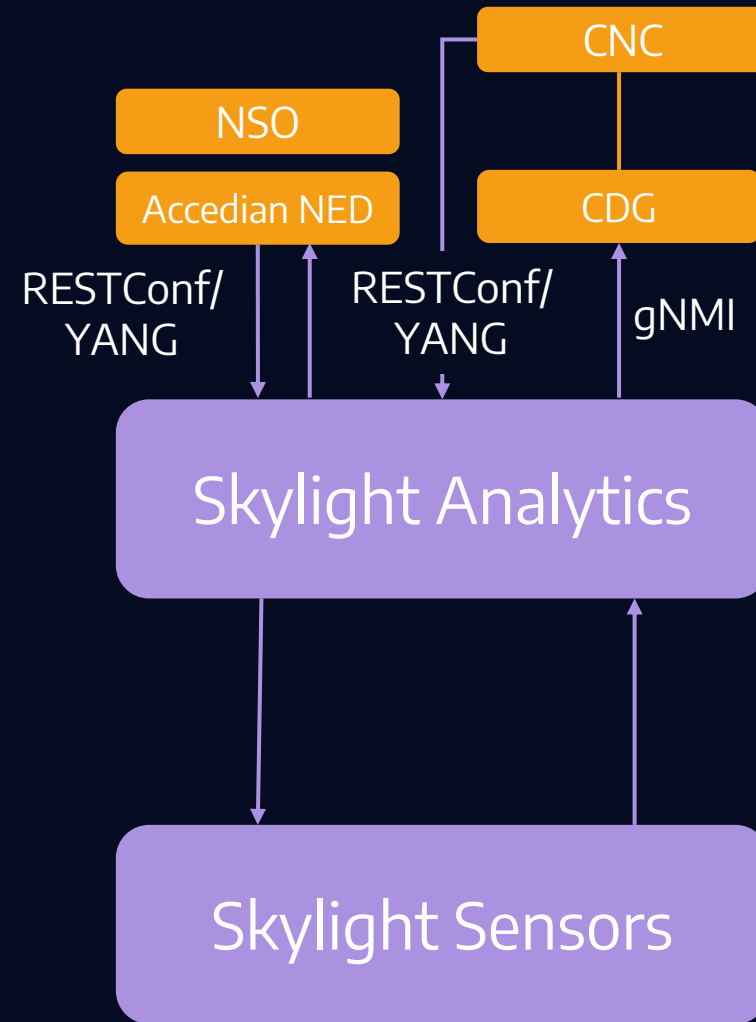 CNC
NSO
Accedian NED
CDG
RESTConf/
YANG
RESTConf/
YANG
gNMI
Skylight Analytics
Skylight Sensors